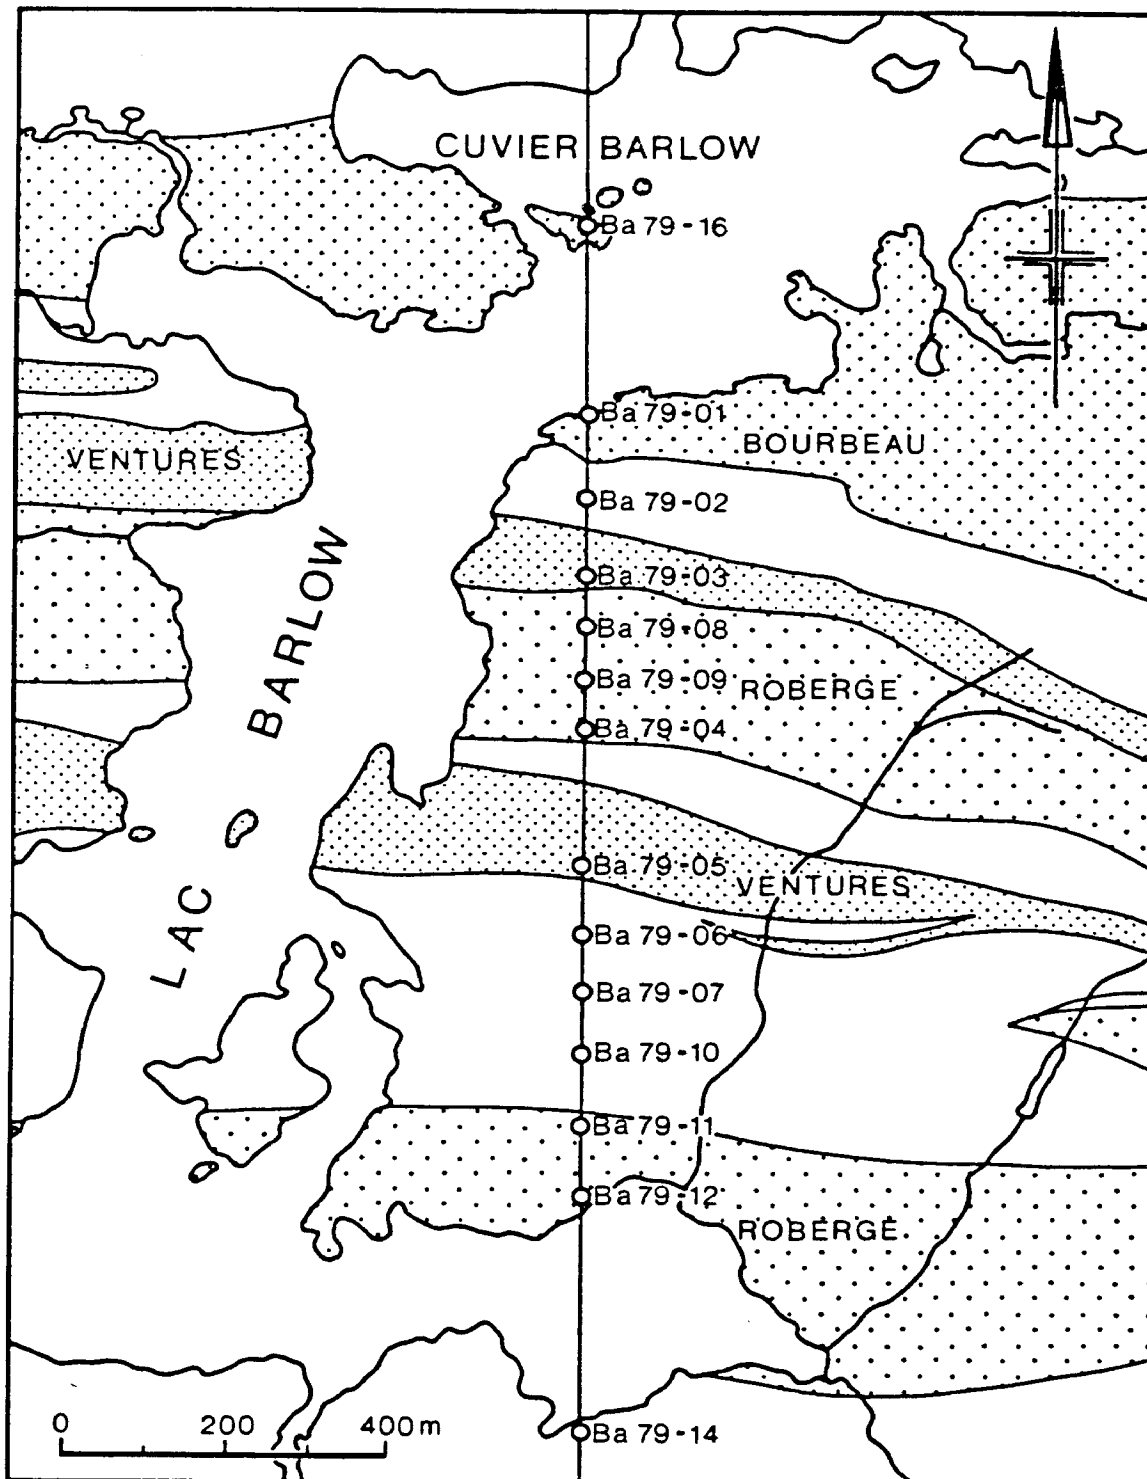 CUVIER BARLOW
Ba 79-16
Ba 79-01
BOURBEAU
VENTURES
Ba 79-02
Ba 79-03
Ba 79-08
Ba 79-09
ROBERGE
Ba 79-04
LAC BARLOW
Ba 79-05
VENTURES
Ba 79-06
Ba 79-07
Ba 79-10
Ba 79-11
Ba 79-12
ROBERGE
0 200 400m
Ba 79-14